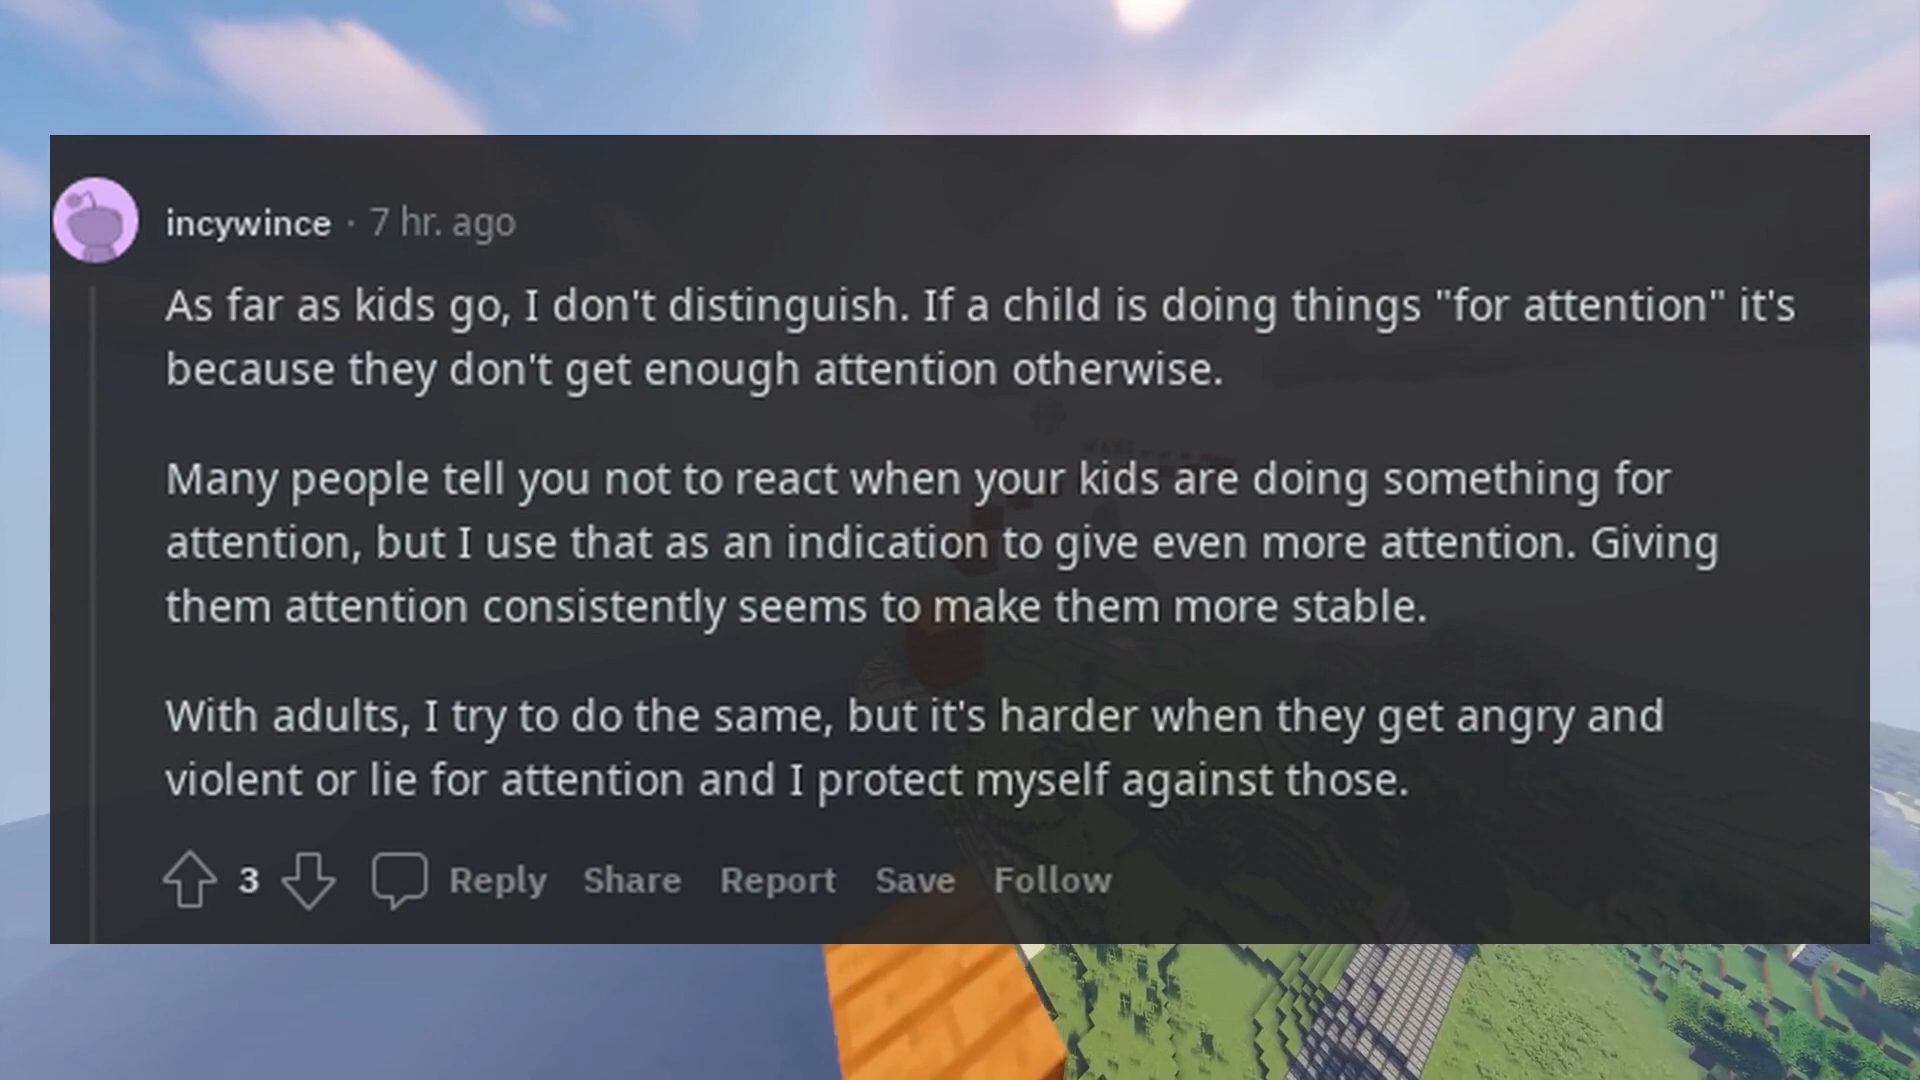 incywince · 7 hr. ago
As far as kids go, I don't distinguish. If a child is doing things "for attention" it's
because they don't get enough attention otherwise.
Many people tell you not to react when your kids are doing something for
attention, but I use that as an indication to give even more attention. Giving
them attention consistently seems to make them more stable.
With adults, I try to do the same, but it's harder when they get angry and
violent or lie for attention and I protect myself against those.
3 Reply Share Report Save Follow